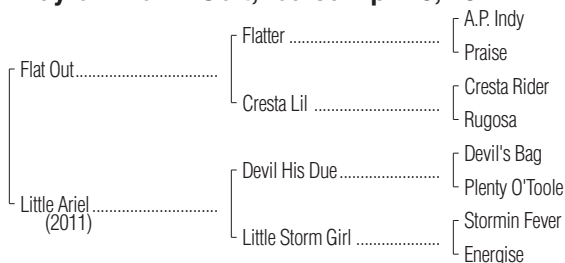 A.P. Indy
Flatter
Praise
Flat Out
Cresta Rider
Cresta Lil
Rugosa
Devil's Bag
Devil His Due
Plenty O'Toole
Little Ariel
(2011)
Stormin Fever
Little Storm Girl
Energise